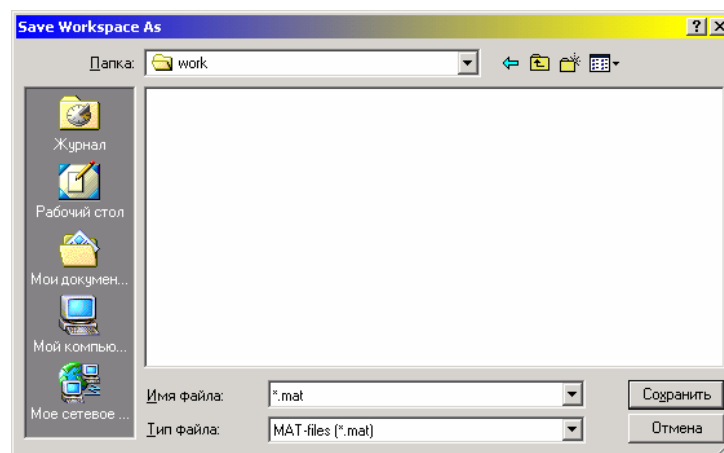 Save Workspace As
Папка: work
Журнал
Рабочий стол
Мои докумен...
Мой компью...
Мое сетевое ...
Имя файла: *.mat Сохранить
Тип файла: MAT-files (*.mat) Отмена